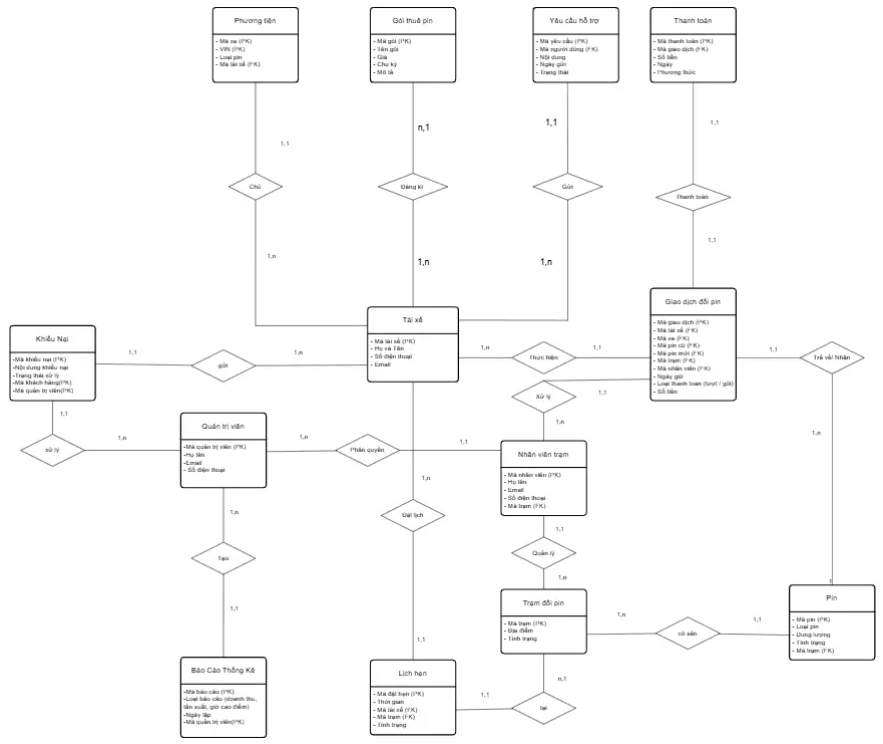 Phương tiện
- Mã xe (PK)
- VIN (PK)
- Loại pin
- Mã tài xế (FK)
Gói thuê pin
- Mã gói (PK)
- Tên gói
- Giá
- Chu kỳ
- Mô tả
Yêu cầu hỗ trợ
- Mã yêu cầu (PK)
- Mã người dùng (FK)
- Nội dung
- Ngày gửi
- Trạng thái
Thanh toán
- Mã thanh toán (PK)
- Mã giao dịch (FK)
- Số tiền
- Ngày
- Phương thức
1,1
n,1
1,1
1,1
Chủ
Đăng kí
Gửi
Thanh toán
1,n
1,n
1,n
1,1
Tài xế
- Mã tài xế (PK)
- Họ và Tên
- Số điện thoại
- Email
Giao dịch đổi pin
- Mã giao dịch (PK)
- Mã tài xế (FK)
- Mã xe (FK)
- Mã pin cũ (FK)
- Mã pin mới (FK)
- Mã trạm (FK)
- Mã nhân viên (FK)
- Ngày giờ
- Loại thanh toán (lượt / gói)
- Số tiền
Khiếu Nại
-Mã khiếu nại (PK)
-Nội dung khiếu nại
-Trạng thái xử lý
-Mã khách hàng(PK)
-Mã quản trị viên(PK)
1,1
gửi
1,n
1,n
Thực hiện
1,1
1,1
Trả về/ Nhận
Xử lý
1,1
1,n
1,n
1,1
xử lý
1,n
Quản trị viên
-Mã quản trị viên (PK)
-Họ tên
-Email
- Số điện thoại
1,n
Phân quyền
1,1
Nhân viên trạm
- Mã nhân viên (PK)
- Họ tên
- Email
- Số điện thoại
- Mã trạm (FK)
1,n
Đặt lịch
1,1
1,n
Tạo
1,1
1,1
Quản lý
1,n
Trạm đổi pin
- Mã trạm (PK)
- Địa điểm
- Tình trạng
1,n
có sẵn
1,1
1
Pin
- Mã pin (PK)
- Loại pin
- Dung lượng
- Tình trạng
- Mã trạm (FK)
Báo Cáo Thống Kê
-Mã báo cáo (PK)
-Loại báo cáo (doanh thu,
tần suất, giờ cao điểm)
-Ngày lập
-Mã quản trị viên(PK)
Lịch hẹn
- Mã đặt hẹn (PK)
- Thời gian
- Mã tài xế (FK)
- Mã trạm (FK)
- Tình trạng
1,1
tại
n,1